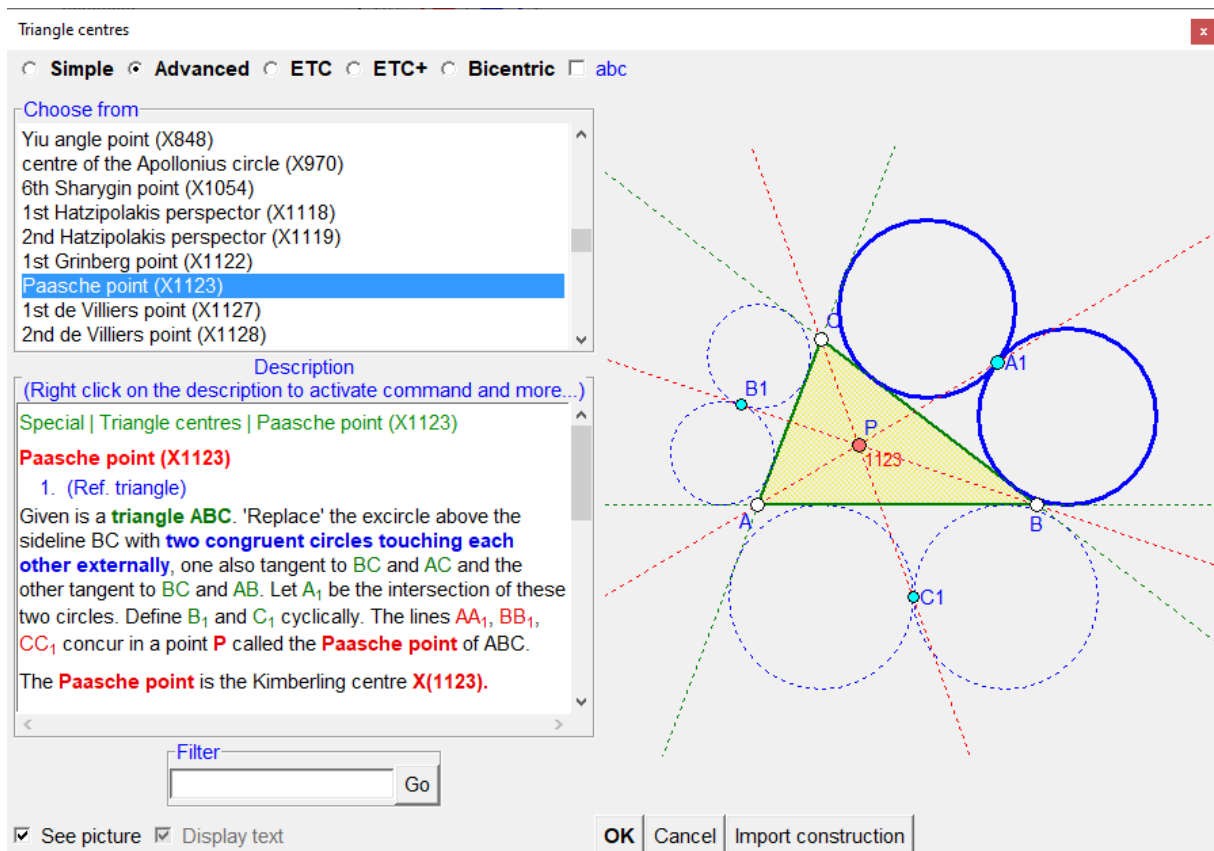 Triangle centres
x
Simple Advanced ETC ETC+ Bicentric abc
Choose from
Yiu angle point (X848)
centre of the Apollonius circle (X970)
6th Sharygin point (X1054)
1st Hatzipolakis perspector (X1118)
2nd Hatzipolakis perspector (X1119)
1st Grinberg point (X1122)
Paasche point (X1123)
1st de Villiers point (X1127)
2nd de Villiers point (X1128)
Description
(Right click on the description to activate command and more...)
Special | Triangle centres | Paasche point (X1123)
Paasche point (X1123)
1. (Ref. triangle)
Given is a triangle ABC. 'Replace' the excircle above the
sideline BC with two congruent circles touching each
other externally, one also tangent to BC and AC and the
other tangent to BC and AB. Let A₁ be the intersection of these
two circles. Define B₁ and C₁ cyclically. The lines AA₁, BB₁,
CC₁ concur in a point P called the Paasche point of ABC.
The Paasche point is the Kimberling centre X(1123).
Filter
Go
See picture Display text
C
A1
B1
P
1123
A
B
C1
OK Cancel Import construction